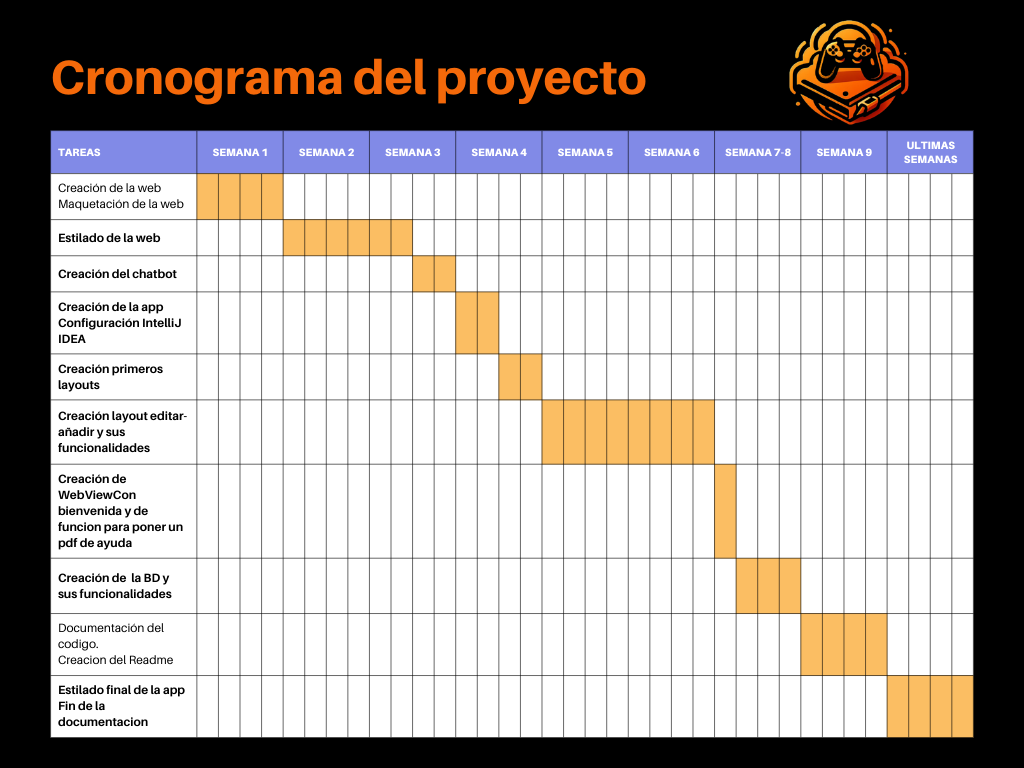 Cronograma del proyecto
TAREAS
SEMANA 1
SEMANA 2
SEMANA 3
SEMANA 4
SEMANA 5
SEMANA 6
SEMANA 7-8
SEMANA 9
ULTIMAS
SEMANAS
Creación de la web
Maquetación de la web
Estilado de la web
Creación del chatbot
Creación de la app
Configuración IntelliJ
IDEA
Creación primeros
layouts
Creación layout editar-
añadir y sus
funcionalidades
Creación de
WebViewCon
bienvenida y de
funcion para poner un
pdf de ayuda
Creación de  la BD y
sus funcionalidades
Documentación del
codigo.
Creacion del Readme
Estilado final de la app
Fin de la
documentacion